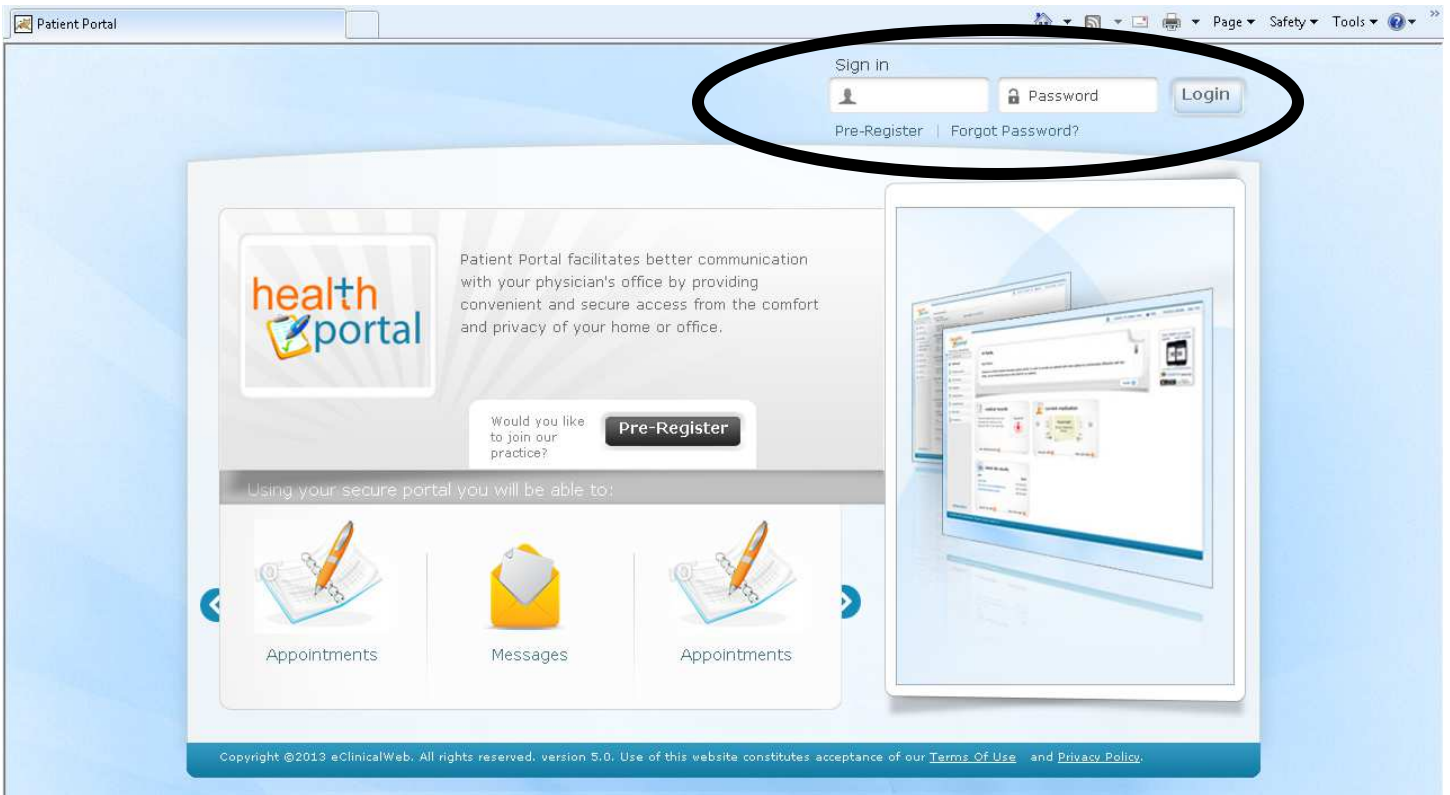 Patient Portal
Page Safety Tools
Sign in
Password
Login
Pre-Register | Forgot Password?
health
portal
Patient Portal facilitates better communication
with your physician's office by providing
convenient and secure access from the comfort
and privacy of your home or office.
Would you like
to join our
practice?
Pre-Register
Using your secure portal you will be able to:
Appointments
Messages
Appointments
Copyright ©2013 eClinicalWeb. All rights reserved. version 5.0. Use of this website constitutes acceptance of our Terms Of Use and Privacy Policy.